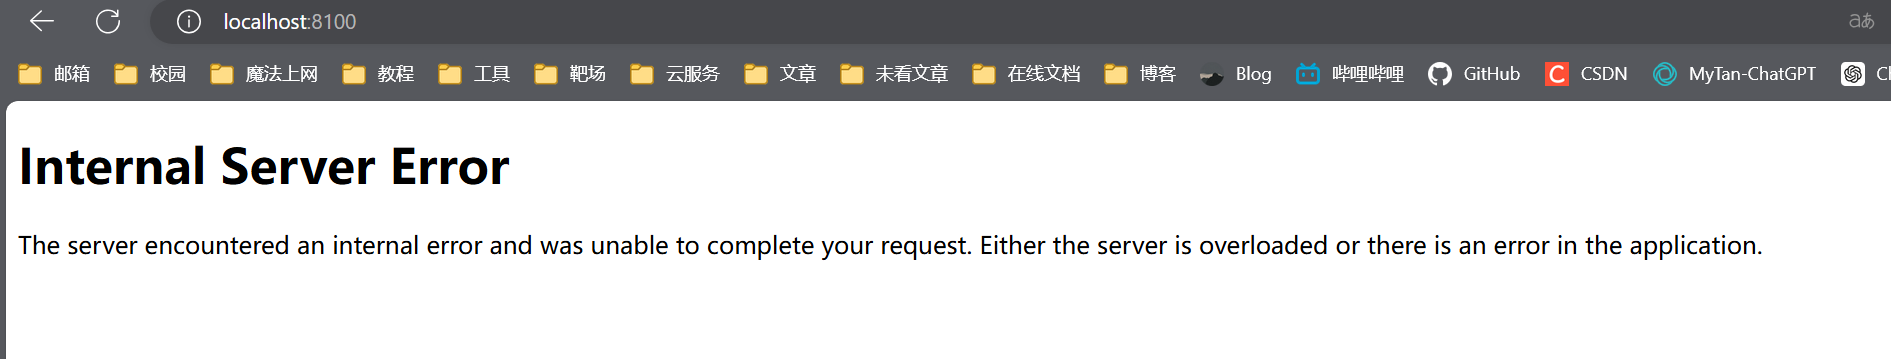 localhost:8100
aあ
邮箱 校园 魔法上网 教程 工具 靶场 云服务 文章 未看文章 在线文档 博客 Blog 哔哩哔哩 GitHub C CSDN MyTan-ChatGPT
Internal Server Error
The server encountered an internal error and was unable to complete your request. Either the server is overloaded or there is an error in the application.